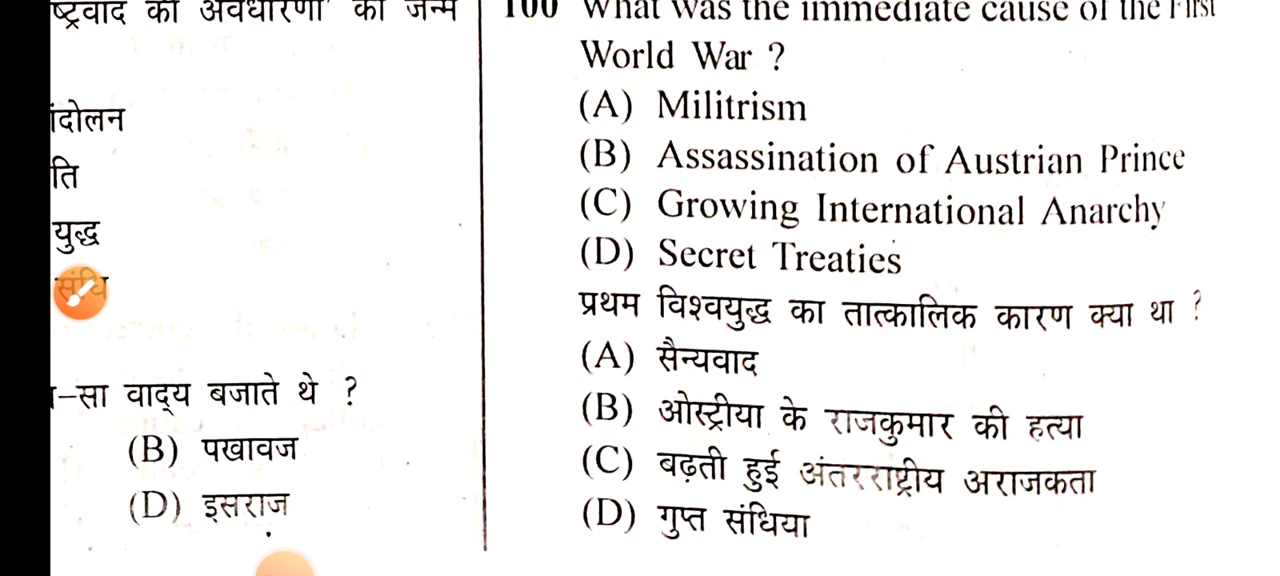 ष्ट्रवाद की अवधारणा का जन्म
ांदोलन
ति
युद्ध
संधि
-सा वाद्य बजाते थे ?
(B) पखावज
(D) इसराज
100 What was the immediate cause of the First
World War ?
(A) Militrism
(B) Assassination of Austrian Prince
(C) Growing International Anarchy
(D) Secret Treaties
प्रथम विश्वयुद्ध का तात्कालिक कारण क्या था ?
(A) सैन्यवाद
(B) ओस्ट्रीया के राजकुमार की हत्या
(C) बढ़ती हुई अंतरराष्ट्रीय अराजकता
(D) गुप्त संधिया